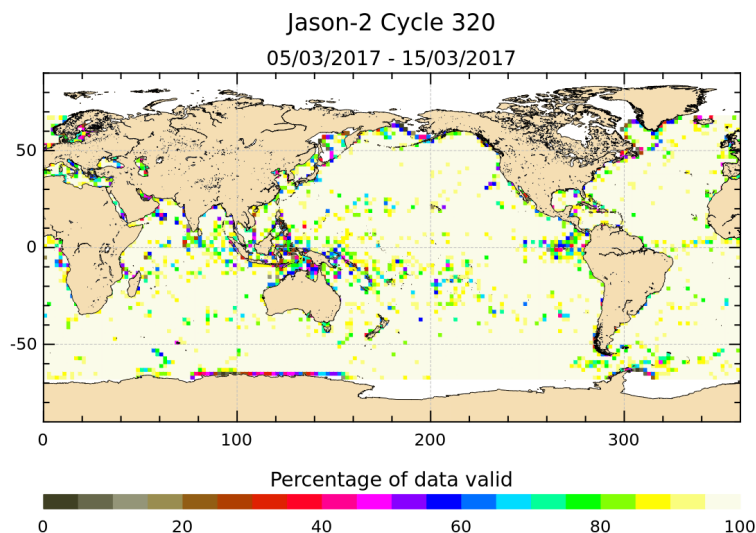 Jason-2 Cycle 320
05/03/2017 - 15/03/2017
50
0
-50
0 100 200 300
Percentage of data valid
0 20 40 60 80 100